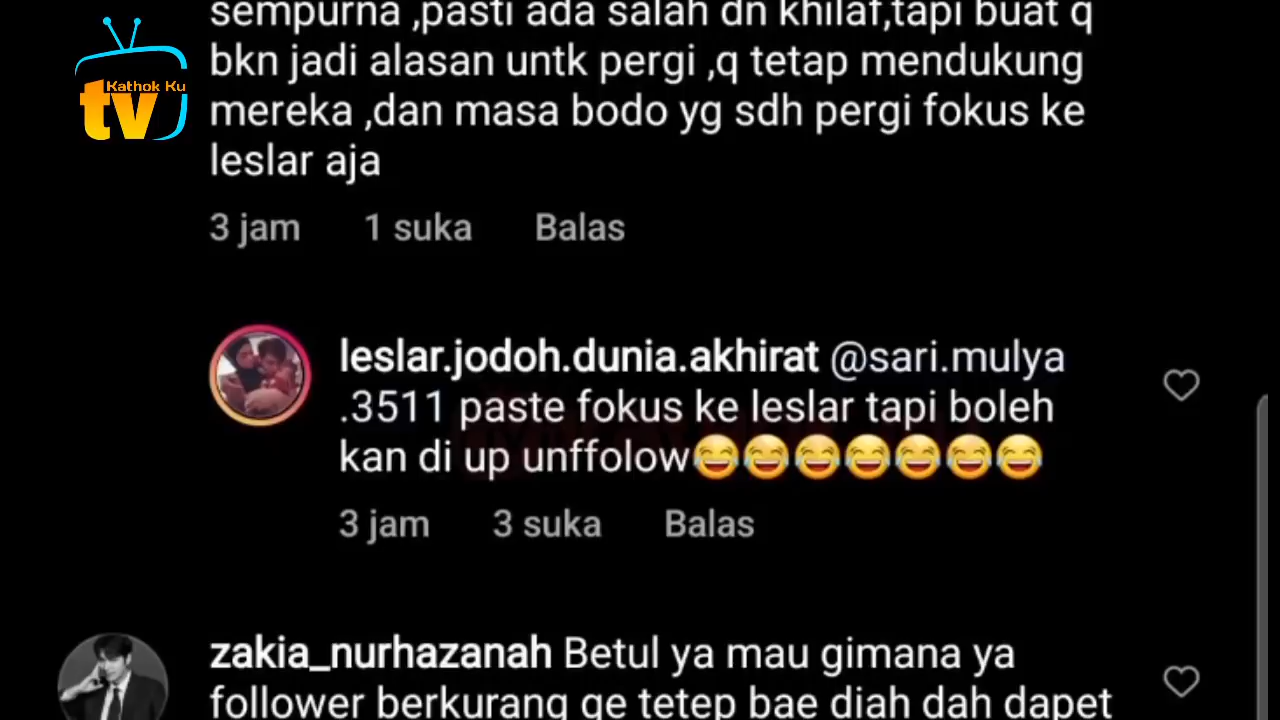 sempurna ,pasti ada salah dn khilaf,tapi buat q
bkn jadi alasan untk pergi ,q tetap mendukung
mereka ,dan masa bodo yg sdh pergi fokus ke
leslar aja
Kathok Ku
tv
3 jam 1 suka Balas
leslar.jodoh.dunia.akhirat @sari.mulya
.3511 paste fokus ke leslar tapi boleh
kan di up unffolow😂😂😂😂😂😂😂
3 jam 3 suka Balas
zakia_nurhazanah Betul ya mau gimana ya
follower berkurang ge tetep bae diah dah dapet